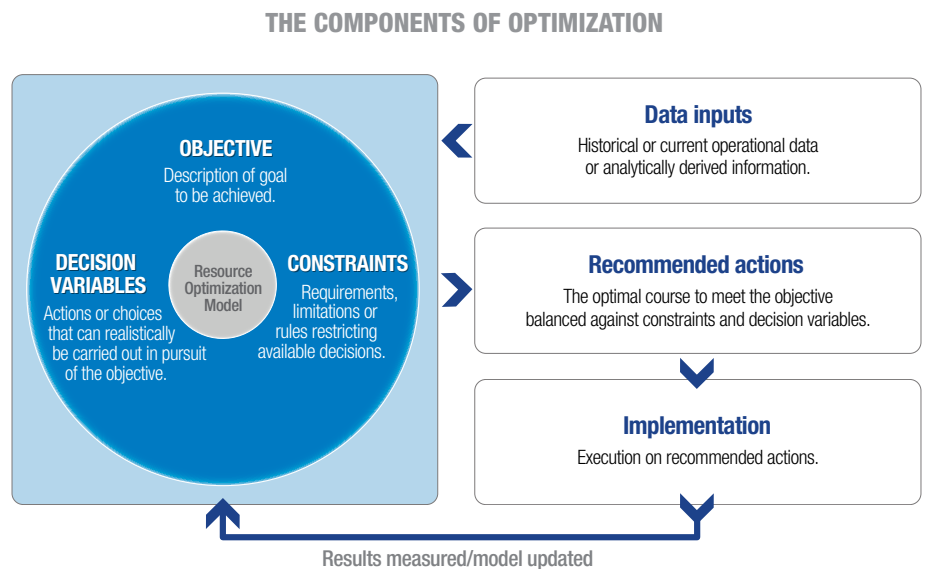 THE COMPONENTS OF OPTIMIZATION
OBJECTIVE
Description of goal
to be achieved.
DECISION
VARIABLES
Actions or choices
that can realistically
be carried out in pursuit
of the objective.
Resource
Optimization
Model
CONSTRAINTS
Requirements,
limitations or
rules restricting
available decisions.
Data inputs
Historical or current operational data
or analytically derived information.
Recommended actions
The optimal course to meet the objective
balanced against constraints and decision variables.
Implementation
Execution on recommended actions.
Results measured/model updated